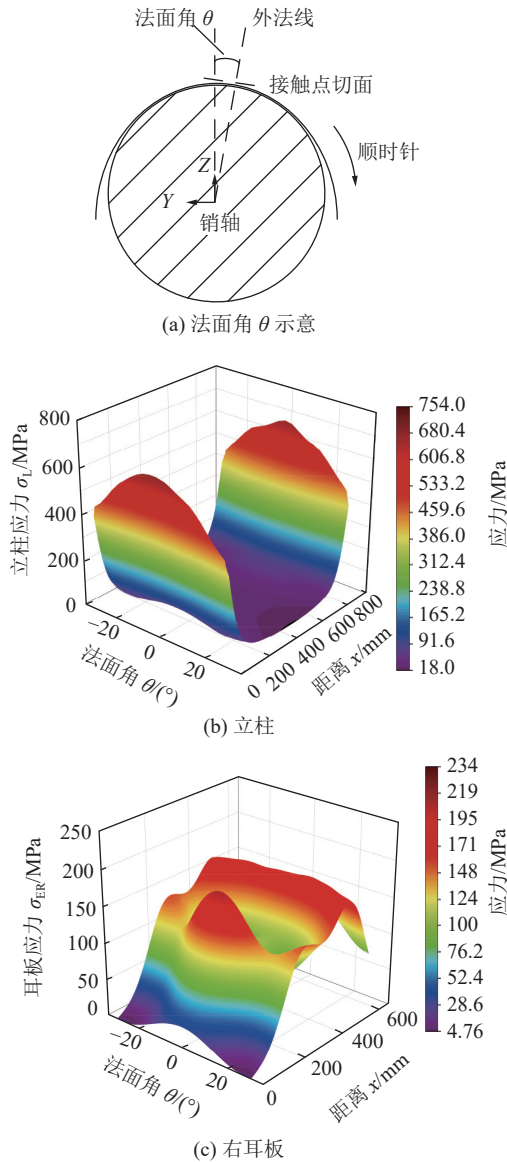 法面角 θ
外法线
接触点切面
顺时针
Z
Y
销轴
(a) 法面角 θ 示意
立柱应力 σL/MPa
800
600
400
200
0
−20
0
20
法面角 θ/(°)
0
200
400
600
800
距离 x/mm
754.0
680.4
606.8
533.2
459.6
386.0
312.4
238.8
165.2
91.6
18.0
应力/MPa
(b) 立柱
耳板应力 σER/MPa
250
200
150
100
50
0
−20
0
20
法面角 θ/(°)
0
200
400
600
距离 x/mm
234
219
195
171
148
124
100
76.2
52.4
28.6
4.76
应力/MPa
(c) 右耳板